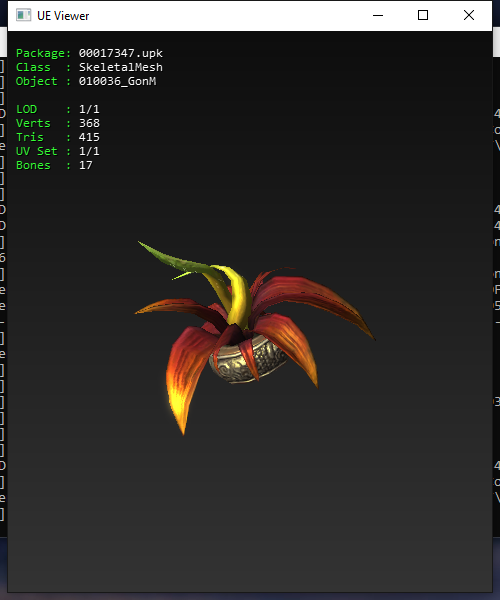 UE Viewer
Package: 00017347.upk
Class : SkeletalMesh
Object : 010036_GonM
LOD : 1/1
Verts : 368
Tris : 415
UV Set : 1/1
Bones : 17